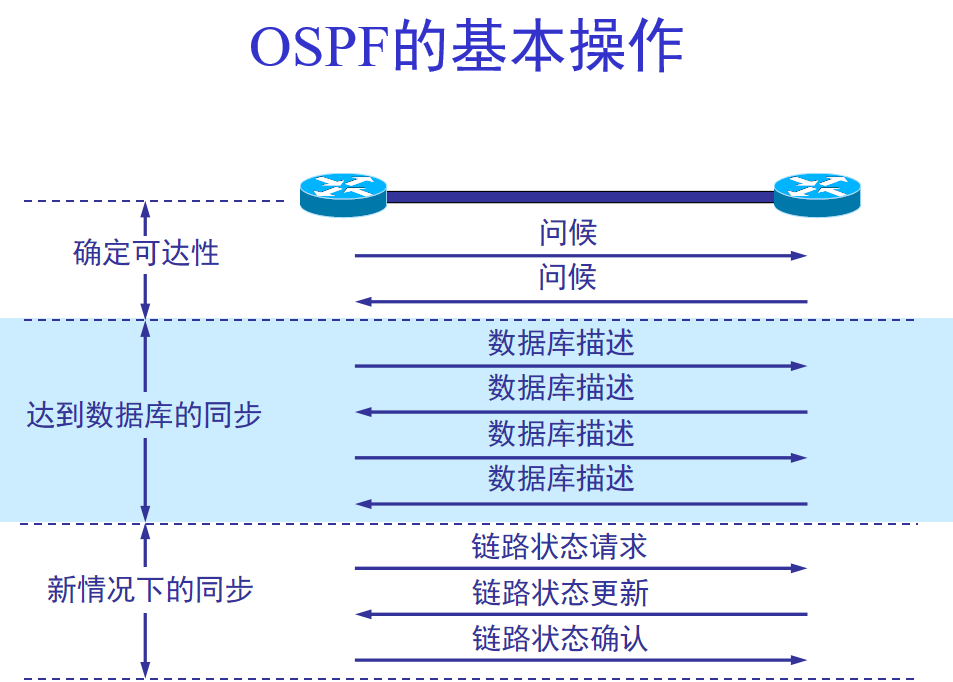 OSPF的基本操作
确定可达性
问候
问候
达到数据库的同步
数据库描述
数据库描述
数据库描述
数据库描述
新情况下的同步
链路状态请求
链路状态更新
链路状态确认